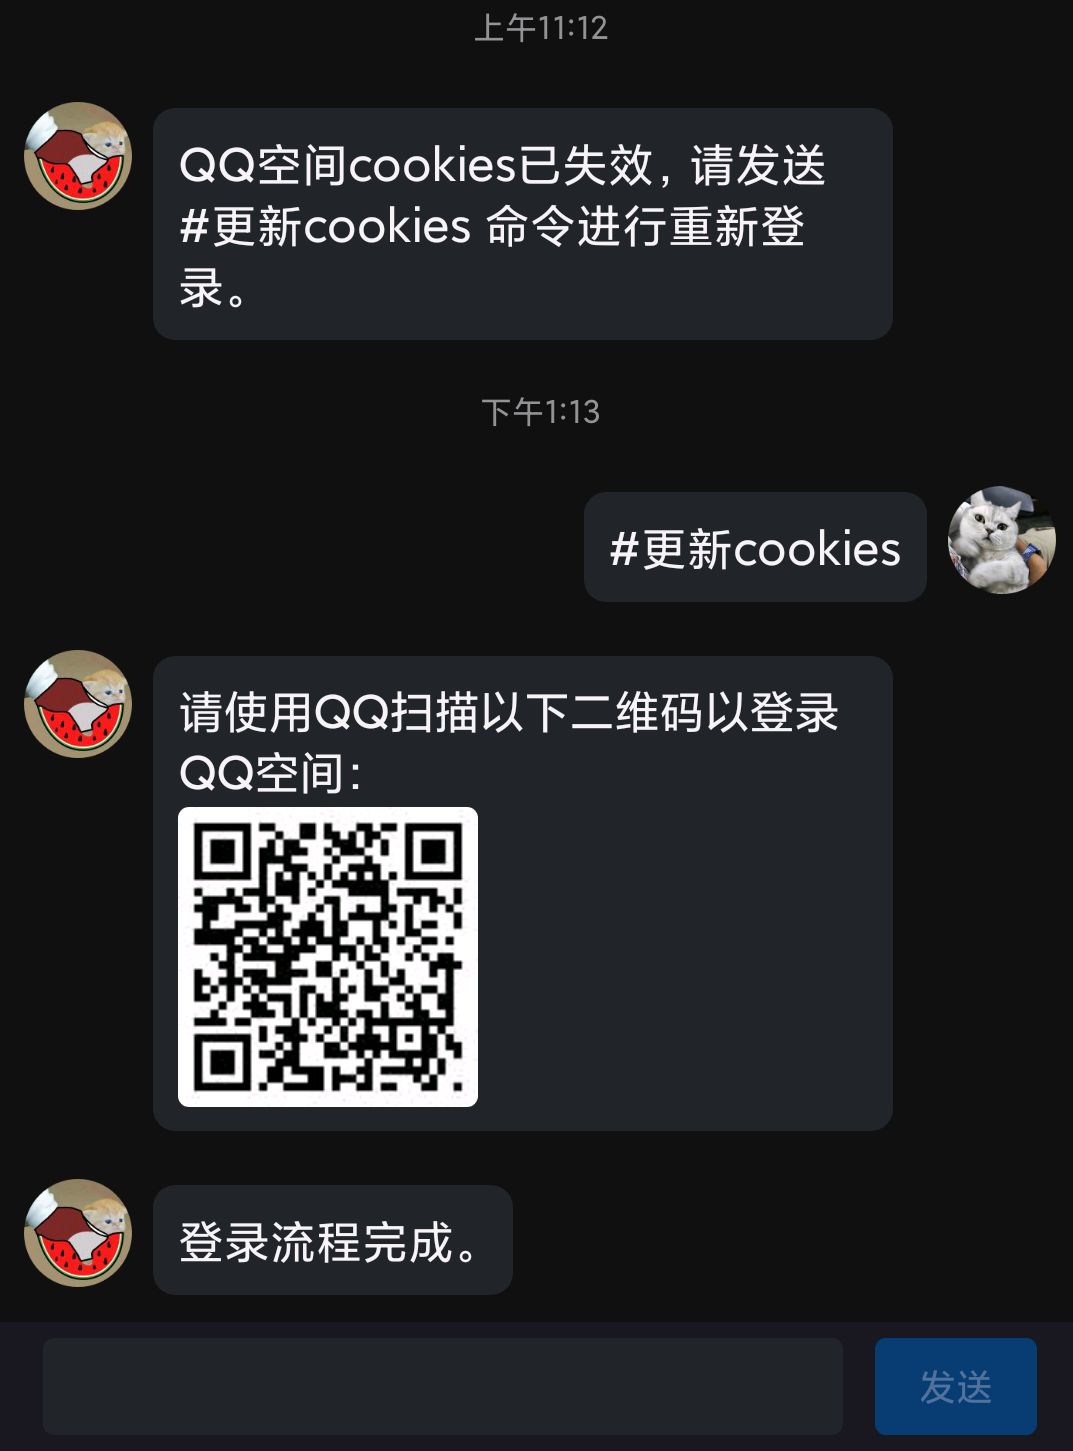 上午11:12
QQ空间cookies已失效, 请发送
#更新cookies 命令进行重新登
录。
下午1:13
#更新cookies
请使用QQ扫描以下二维码以登录
QQ空间:
登录流程完成。
发送